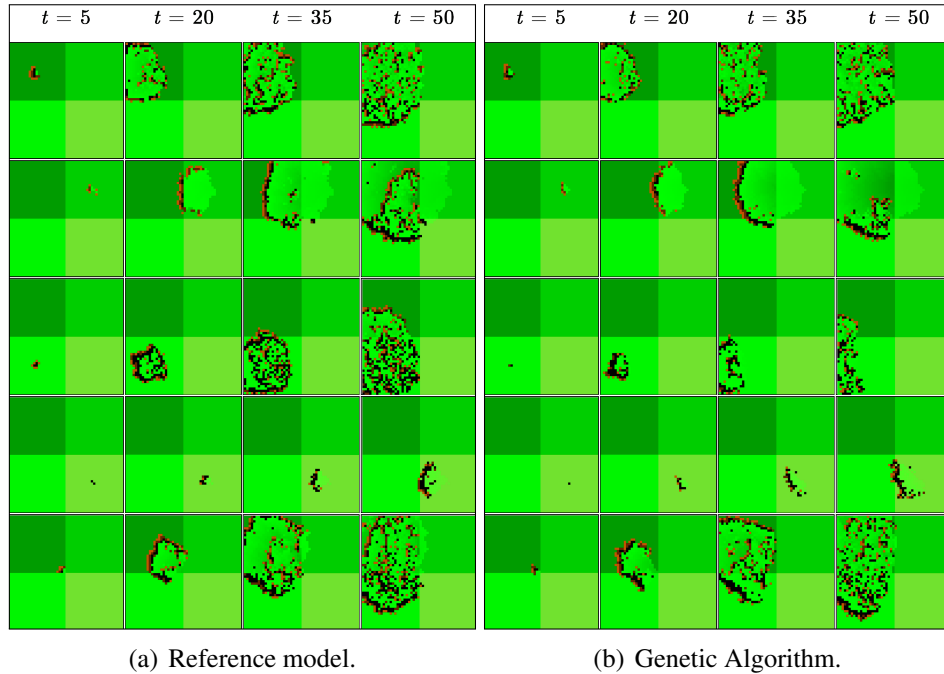 t = 5 t = 20 t = 35 t = 50 t = 5 t = 20 t = 35 t = 50
(a) Reference model. (b) Genetic Algorithm.